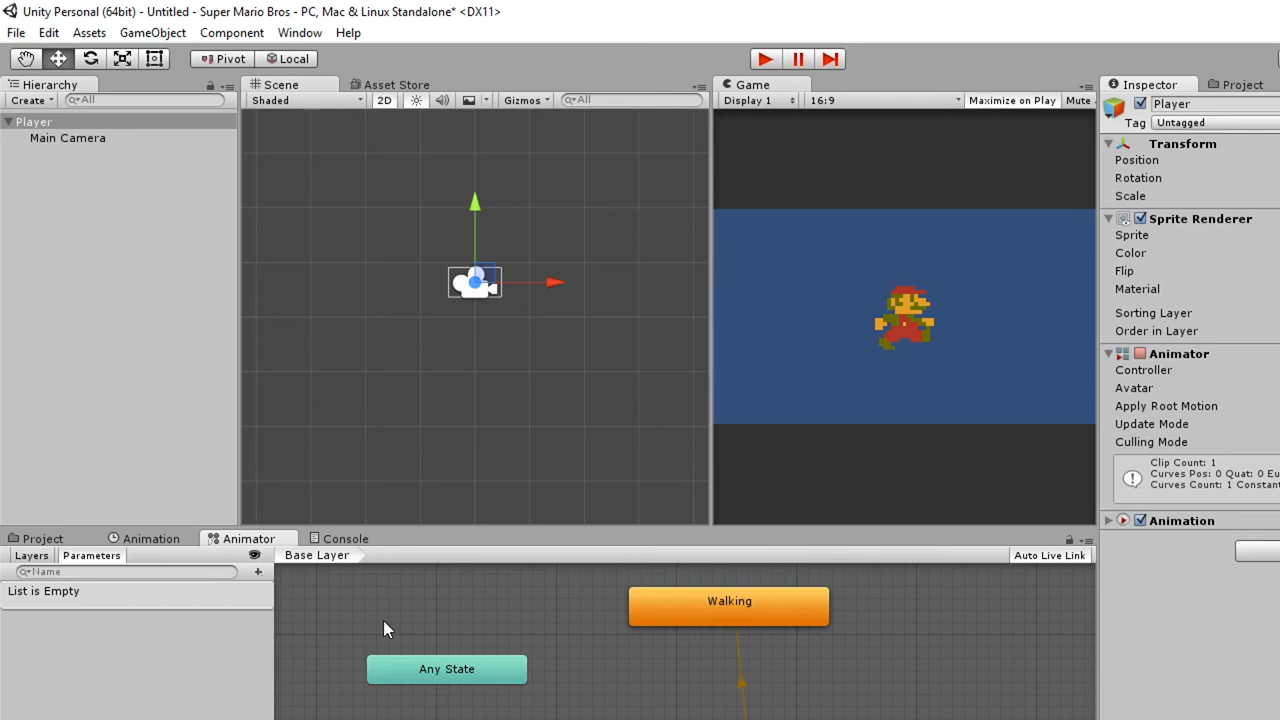 Unity Personal (64bit) - Untitled - Super Mario Bros - PC, Mac & Linux Standalone* <DX11>
File Edit Assets GameObject Component Window Help
Pivot Local
Hierarchy
Create All
Player
Main Camera
Scene Asset Store
Shaded 2D Gizmos All
Game
Display 1 16:9 Maximize on Play Mute
Inspector Project
Player
Tag Untagged
Transform
Position
Rotation
Scale
Sprite Renderer
Sprite
Color
Flip
Material
Sorting Layer
Order in Layer
Animator
Controller
Avatar
Apply Root Motion
Update Mode
Culling Mode
Clip Count: 1
Curves Pos: 0 Quat: 0 Eu
Curves Count: 1 Constan
Animation
Project Animation Animator Console
Layers Parameters
Name
List is Empty
Base Layer Auto Live Link
Walking
Any State